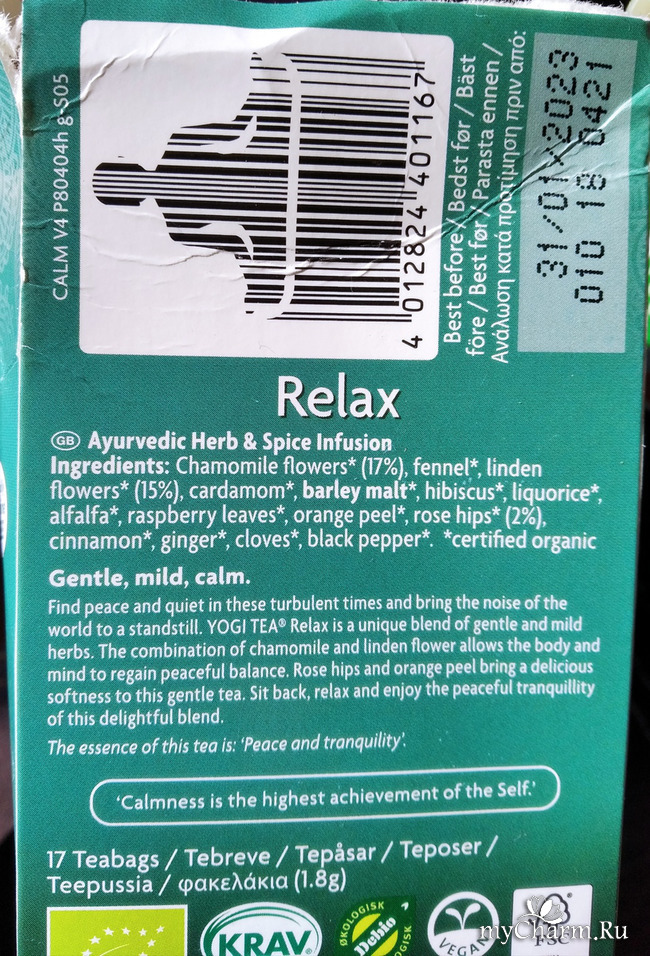 CALM V4 P80404h g-S05
4 012824 401167
Best before / Bedst før / Bäst
före / Best før / Parasta ennen /
Ανάλωση κατά προτίμηση πριν από:
31/01/2023
010 18 0421
Relax
GB Ayurvedic Herb & Spice Infusion
Ingredients: Chamomile flowers* (17%), fennel*, linden
flowers* (15%), cardamom*, barley malt*, hibiscus*, liquorice*,
alfalfa*, raspberry leaves*, orange peel*, rose hips* (2%),
cinnamon*, ginger*, cloves*, black pepper*. *certified organic
Gentle, mild, calm.
Find peace and quiet in these turbulent times and bring the noise of the
world to a standstill. YOGI TEA® Relax is a unique blend of gentle and mild
herbs. The combination of chamomile and linden flower allows the body and
mind to regain peaceful balance. Rose hips and orange peel bring a delicious
softness to this gentle tea. Sit back, relax and enjoy the peaceful tranquillity
of this delightful blend.
The essence of this tea is: 'Peace and tranquility'.
'Calmness is the highest achievement of the Self.'
17 Teabags / Tebreve / Tepåsar / Teposer /
Teepussia / φακελάκια (1.8g)
KRAV
ØKOLOGISK
Debio
VEGAN
FSC
myCharm.Ru